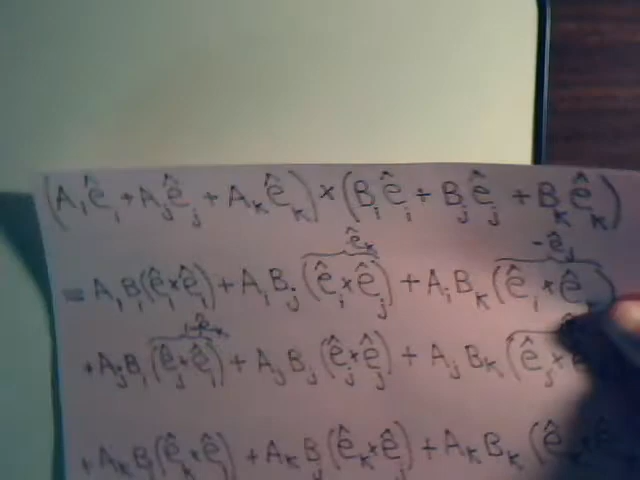 (A_i ê_i + A_j ê_j + A_k ê_k) × (B_i ê_i + B_j ê_j + B_k ê_k)
= A_i B_i (ê_i × ê_i) + A_i B_j (ê_i × ê_j) + A_i B_k (ê_i × ê
ê_k -ê_j
+ A_j B_i (ê_j × ê_i) + A_j B_j (ê_j × ê_j) + A_j B_k (ê_j ×
-ê_k
+ A_k B_i (ê_k × ê_i) + A_k B_j (ê_k × ê_j) + A_k B_k (ê